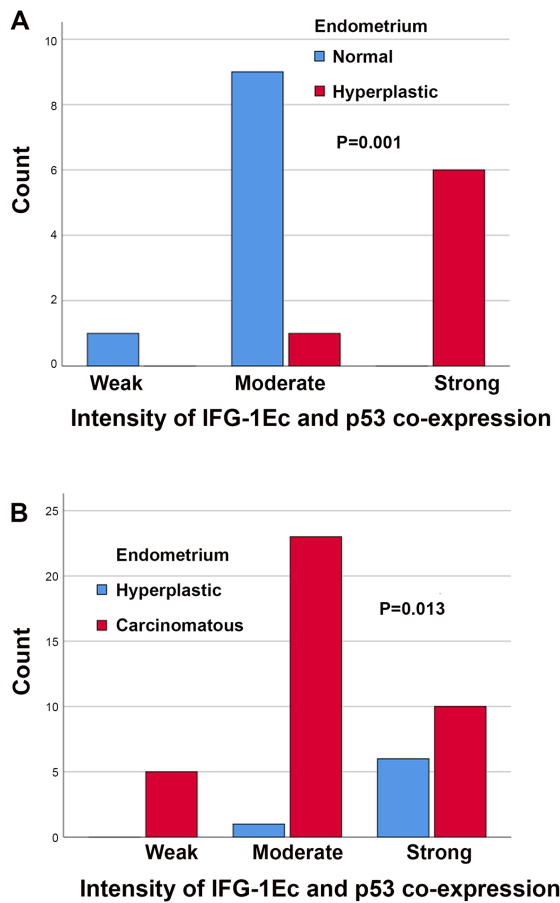 A
Endometrium
Normal
Hyperplastic
P=0.001
10
8
6
4
2
0
Count
Weak Moderate Strong
Intensity of IFG-1Ec and p53 co-expression
B
Endometrium
Hyperplastic
Carcinomatous
P=0.013
25
20
15
10
5
0
Count
Weak Moderate Strong
Intensity of IFG-1Ec and p53 co-expression